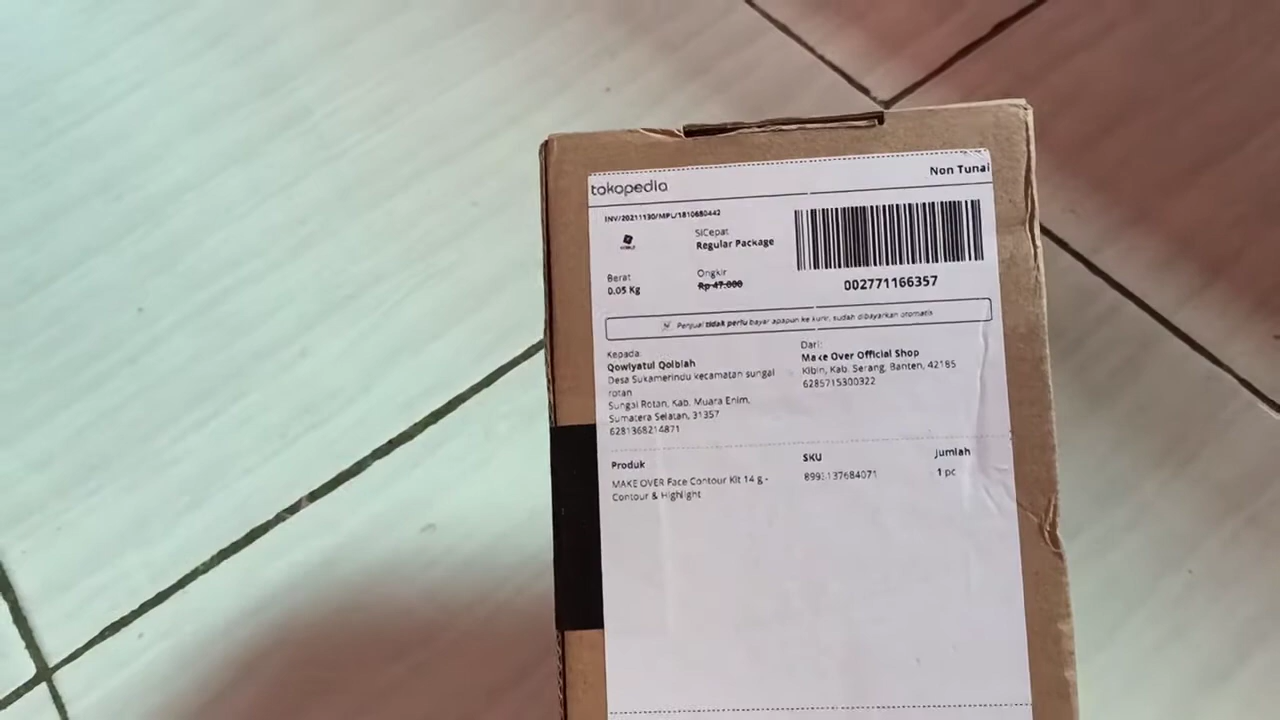 tokopedia
Non Tunai
INV/20211130/MPL/1810680442
SiCepat
Regular Package
Berat
0.05 Kg
Ongkir
Rp 47.000
002771166357
Penjual tidak perlu bayar apapun ke kurir, sudah dibayarkan otomatis
Kepada:
Qowiyatul Qolbiah
Desa Sukamerindu kecamatan sungai
rotan
Sungai Rotan, Kab. Muara Enim,
Sumatera Selatan, 31357
6281368214871
Dari:
Make Over Official Shop
Kibin, Kab. Serang, Banten, 42185
6285715300322
Produk
SKU
Jumlah
MAKE OVER Face Contour Kit 14 g -
Contour & Highlight
8993137684071
1 pc